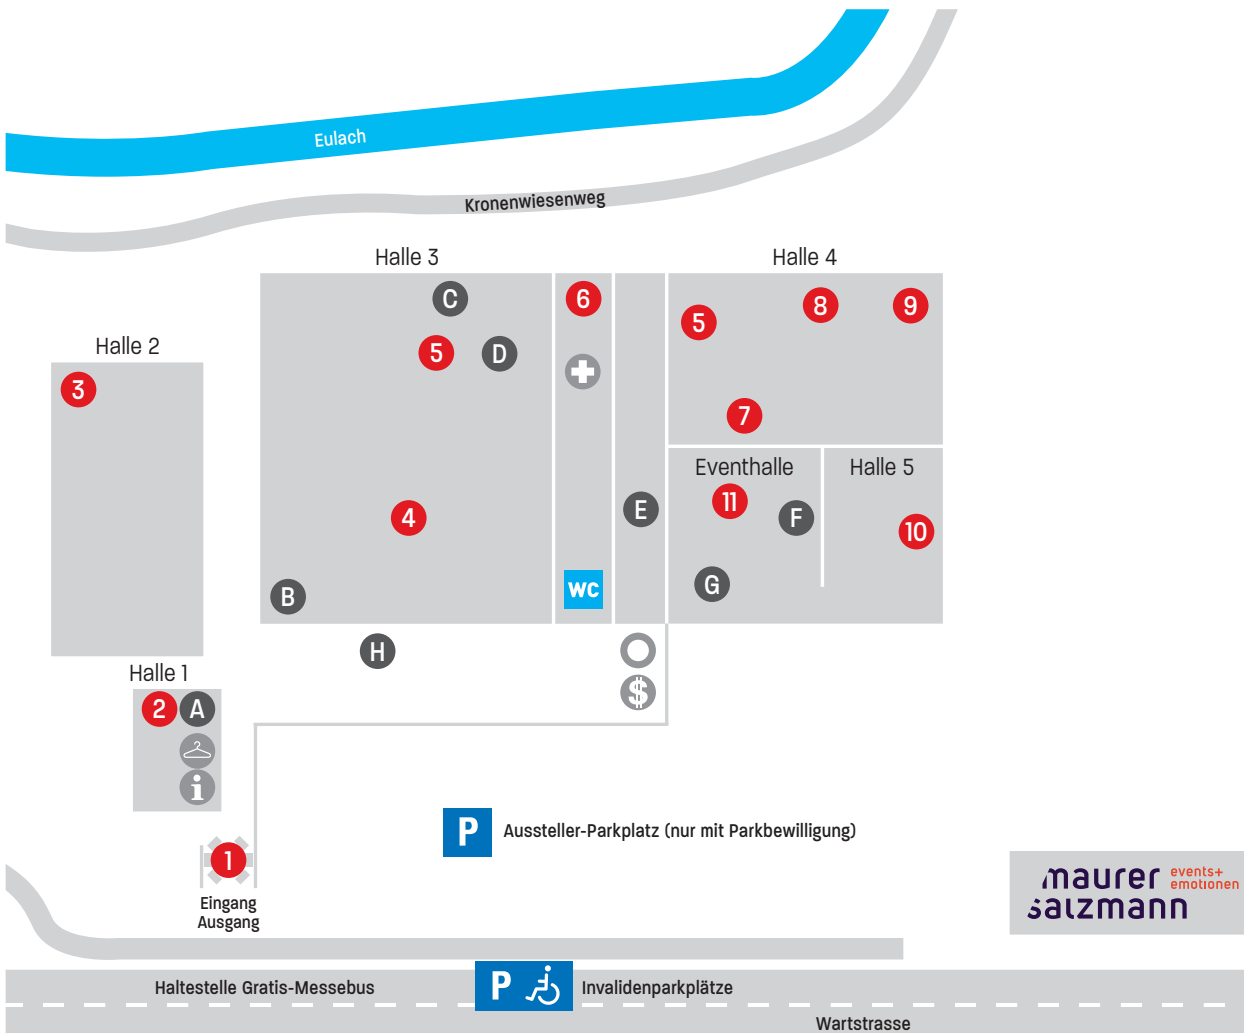 Eulach
Kronenwiesenweg
Halle 3
Halle 4
C
6
5
8
9
5
D
Halle 2
3
7
Eventhalle
Halle 5
11
E
F
4
10
G
B
WC
H
Halle 1
2
A
$
i
P
Aussteller-Parkplatz (nur mit Parkbewilligung)
1
Eingang
Ausgang
maurer
salzmann
events+
emotionen
Haltestelle Gratis-Messebus
P
Invalidenparkplätze
Wartstrasse